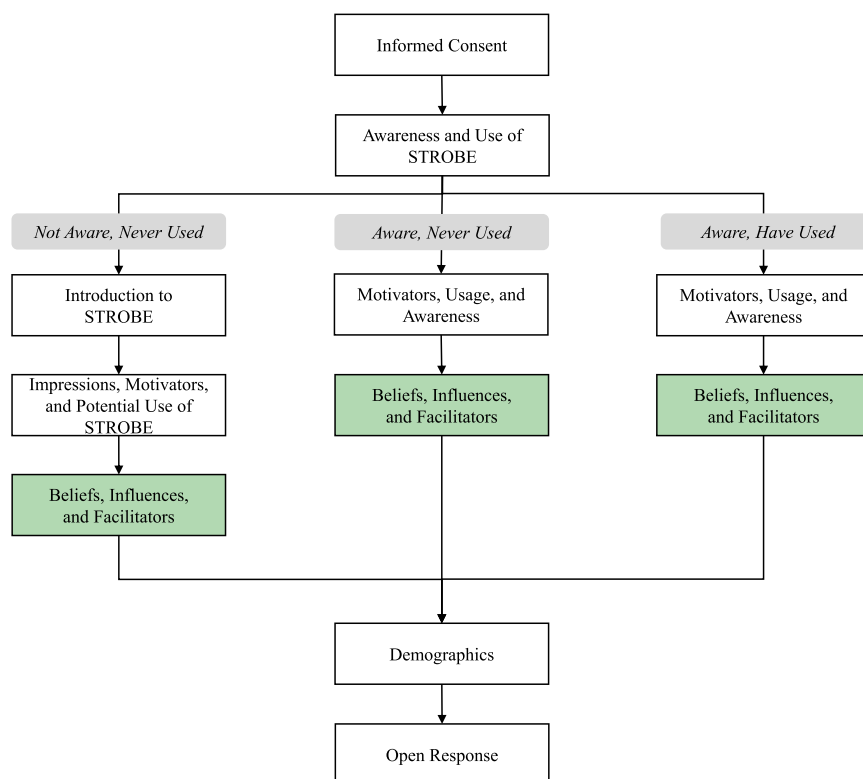 Informed Consent
Awareness and Use of
STROBE
Not Aware, Never Used
Aware, Never Used
Aware, Have Used
Introduction to
STROBE
Motivators, Usage, and
Awareness
Motivators, Usage, and
Awareness
Impressions, Motivators,
and Potential Use of
STROBE
Beliefs, Influences,
and Facilitators
Beliefs, Influences,
and Facilitators
Beliefs, Influences,
and Facilitators
Demographics
Open Response